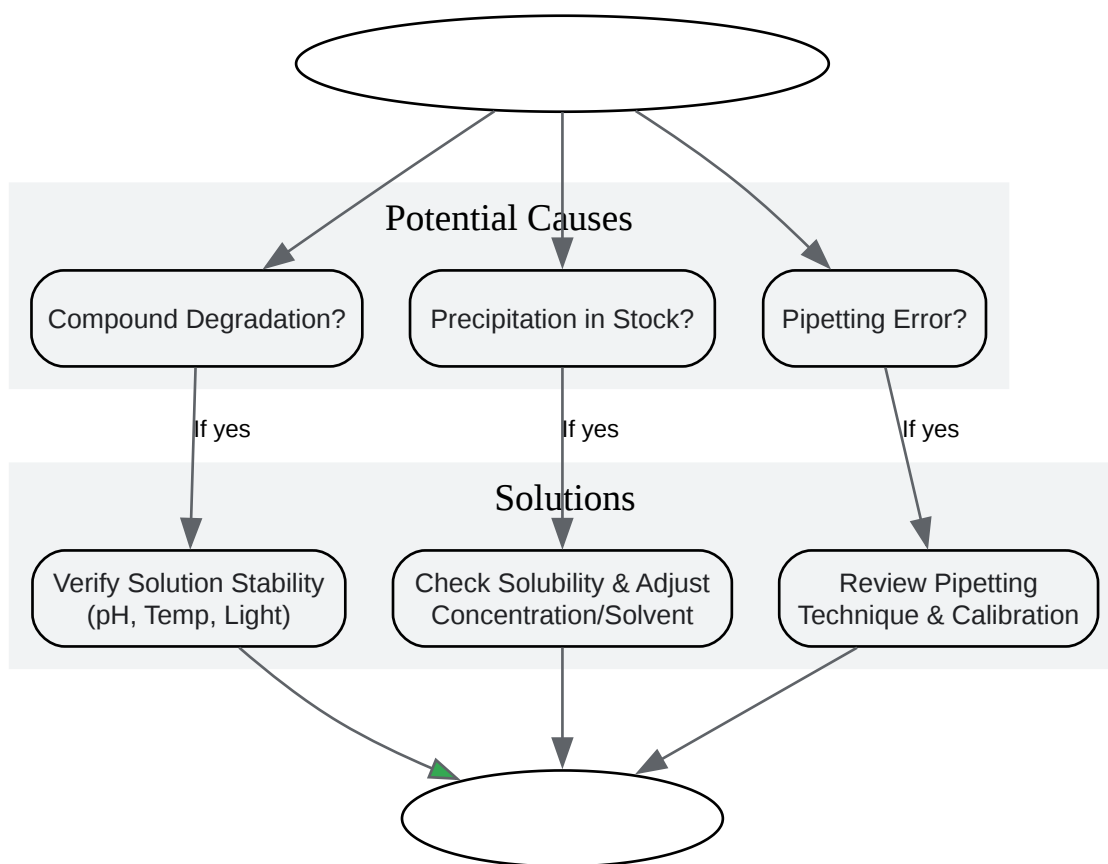 Potential Causes
Compound Degradation?
Precipitation in Stock?
Pipetting Error?
If yes
If yes
If yes
Solutions
Verify Solution Stability
(pH, Temp, Light)
Check Solubility & Adjust
Concentration/Solvent
Review Pipetting
Technique & Calibration